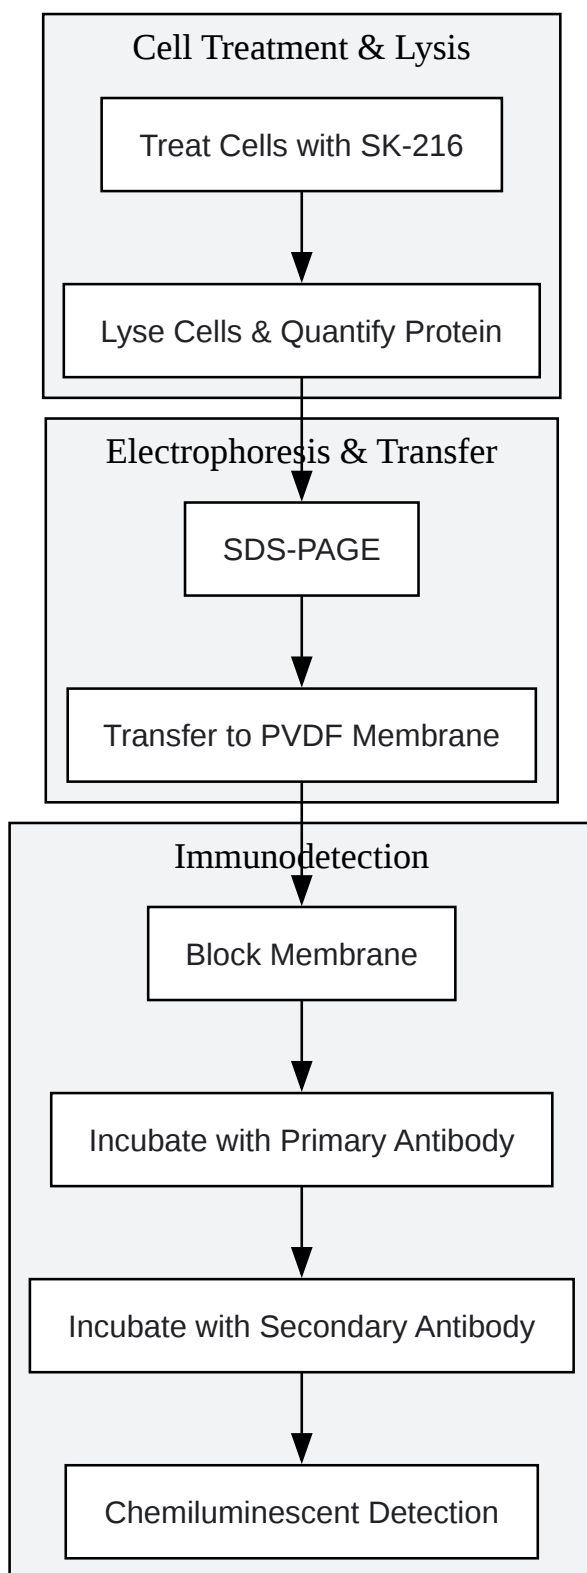 Cell Treatment & Lysis
Treat Cells with SK-216
Lyse Cells & Quantify Protein
Electrophoresis & Transfer
SDS-PAGE
Transfer to PVDF Membrane
Immunodetection
Block Membrane
Incubate with Primary Antibody
Incubate with Secondary Antibody
Chemiluminescent Detection